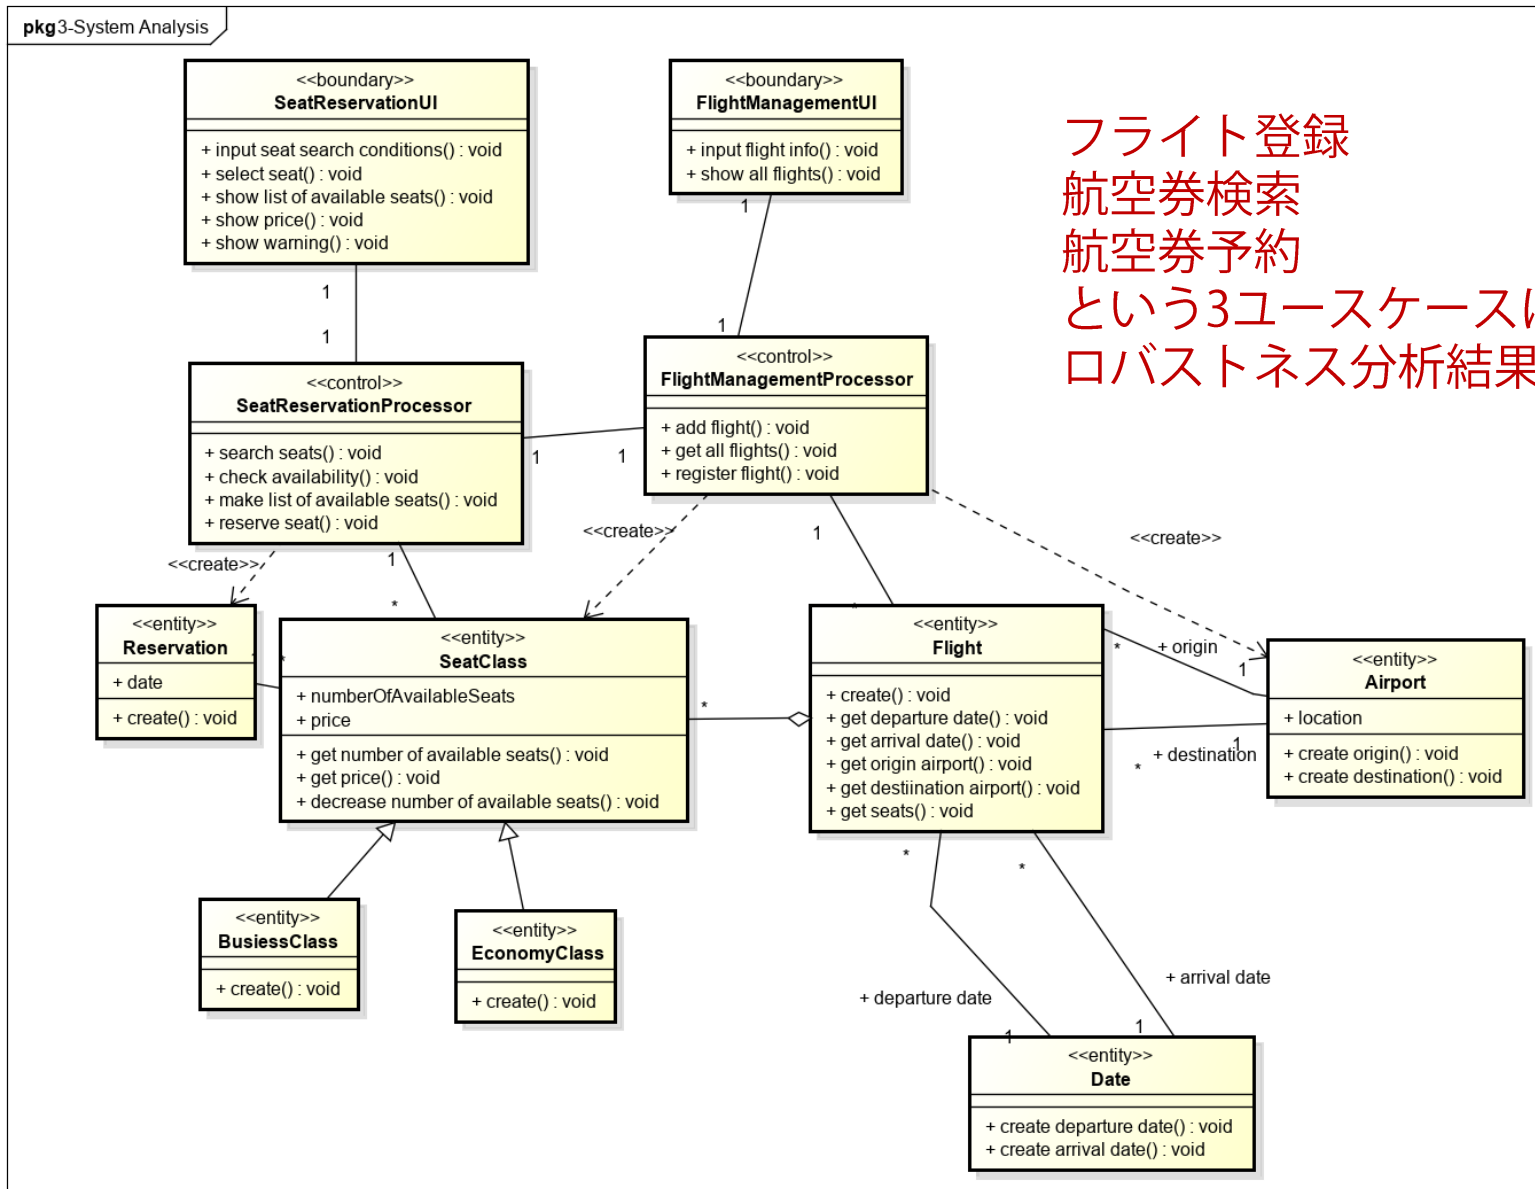 pkg 3-System Analysis
<<boundary>>
SeatReservationUI
+ input seat search conditions() : void
+ select seat() : void
+ show list of available seats() : void
+ show price() : void
+ show warning() : void
<<boundary>>
FlightManagementUI
+ input flight info() : void
+ show all flights() : void
フライト登録
航空券検索
航空券予約
という3ユースケースに
ロバストネス分析結果
1
1
1
1
<<control>>
SeatReservationProcessor
+ search seats() : void
+ check availability() : void
+ make list of available seats() : void
+ reserve seat() : void
<<control>>
FlightManagementProcessor
+ add flight() : void
+ get all flights() : void
+ register flight() : void
1
1
<<create>>
<<create>>
<<create>>
1
*
1
*
<<entity>>
Reservation
+ date
+ create() : void
*
<<entity>>
SeatClass
+ numberOfAvailableSeats
+ price
+ get number of available seats() : void
+ get price() : void
+ decrease number of available seats() : void
*
<<entity>>
Flight
+ create() : void
+ get departure date() : void
+ get arrival date() : void
+ get origin airport() : void
+ get destiination airport() : void
+ get seats() : void
*
+ origin
1
+ destination
1
*
<<entity>>
Airport
+ location
+ create origin() : void
+ create destination() : void
<<entity>>
BusiessClass
+ create() : void
<<entity>>
EconomyClass
+ create() : void
*
*
+ departure date
+ arrival date
1
1
<<entity>>
Date
+ create departure date() : void
+ create arrival date() : void